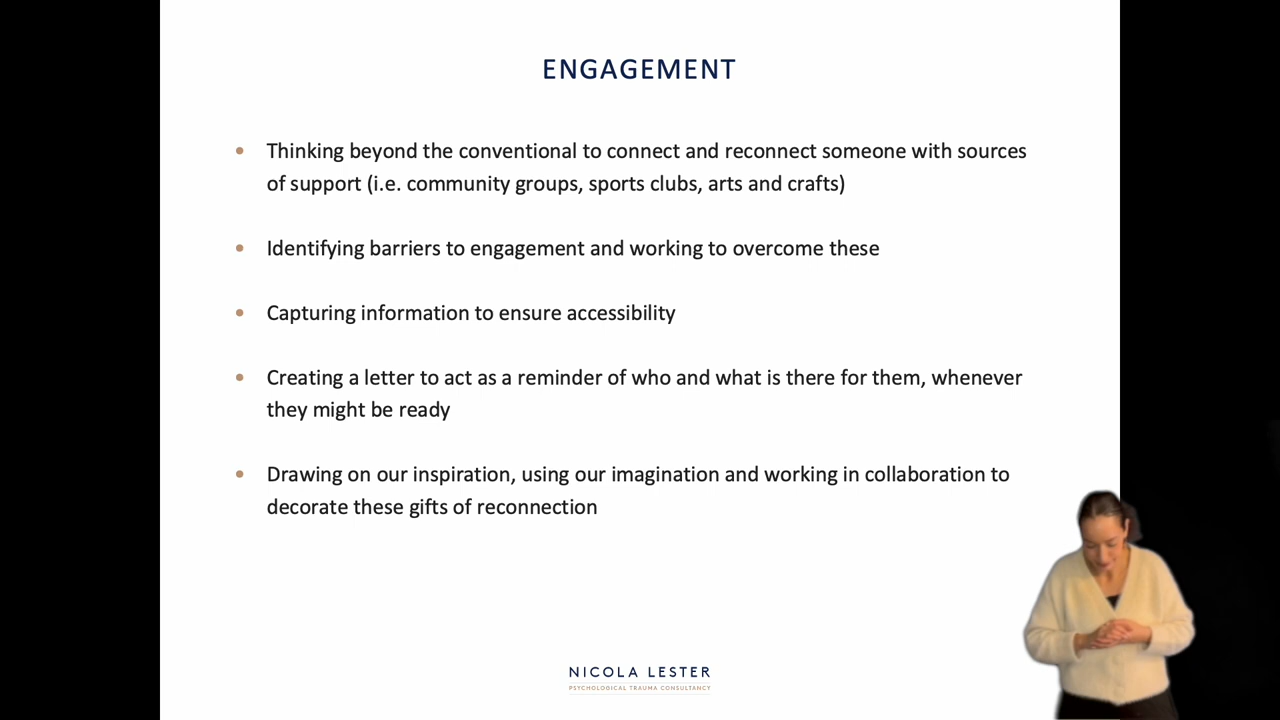 ENGAGEMENT
Thinking beyond the conventional to connect and reconnect someone with sources
of support (i.e. community groups, sports clubs, arts and crafts)
Identifying barriers to engagement and working to overcome these
Capturing information to ensure accessibility
Creating a letter to act as a reminder of who and what is there for them, whenever
they might be ready
Drawing on our inspiration, using our imagination and working in collaboration to
decorate these gifts of reconnection
NICOLA LESTER
PSYCHOLOGICAL TRAUMA CONSULTANCY